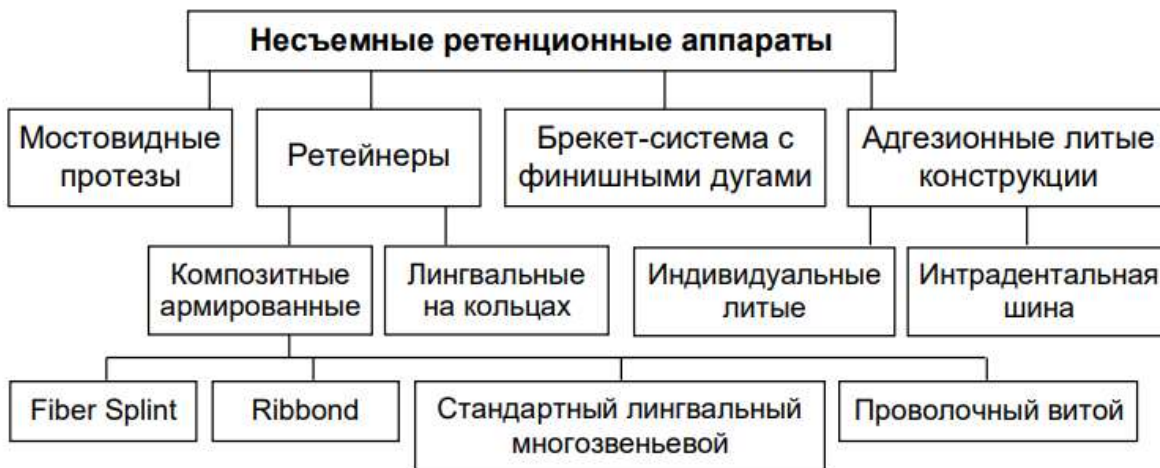 Несъемные ретенционные аппараты
Мостовидные
протезы
Ретейнеры
Брекет-система с
финишными дугами
Адгезионные литые
конструкции
Композитные
армированные
Лингвальные
на кольцах
Индивидуальные
литые
Интрадентальная
шина
Fiber Splint
Ribbond
Стандартный лингвальный
многозвеньевой
Проволочный витой